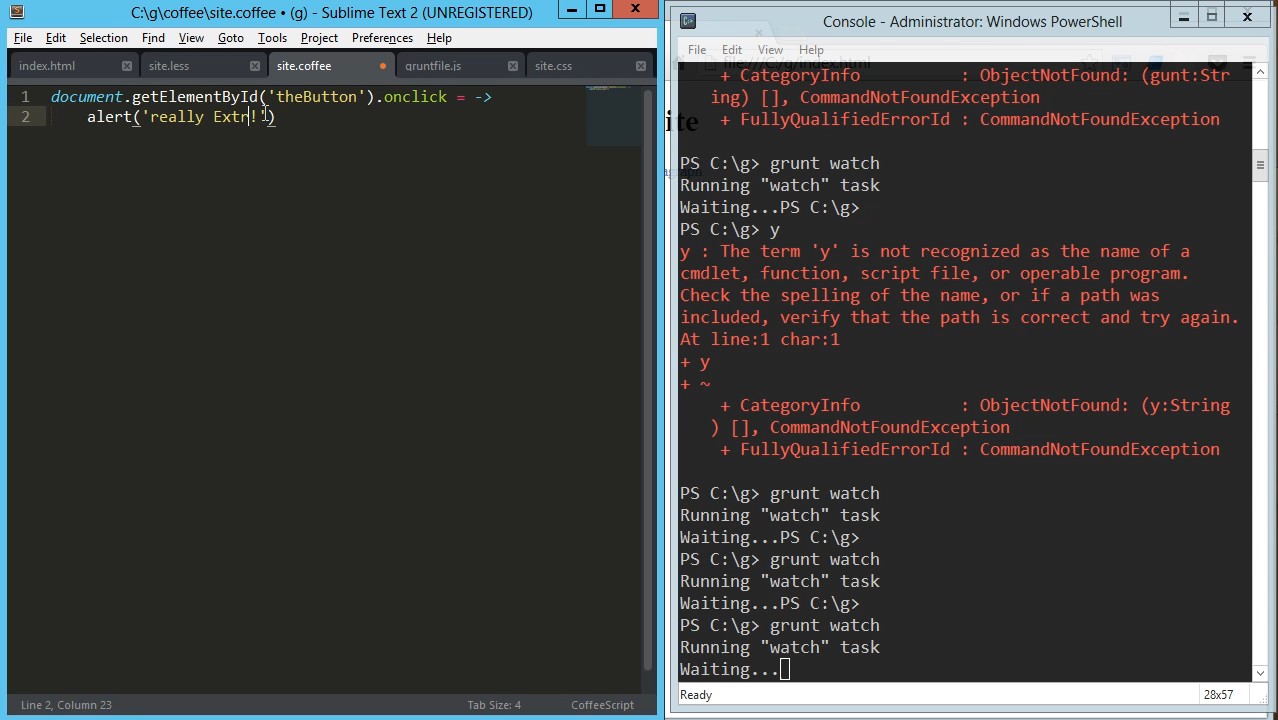 C:\g\coffee\site.coffee • (g) - Sublime Text 2 (UNREGISTERED)
File Edit Selection Find View Goto Tools Project Preferences Help
index.html site.less site.coffee gruntfile.js site.css
1 document.getElementById('theButton').onclick = ->
2 alert('really Extr!')
Line 2, Column 23 Tab Size: 4 CoffeeScript
Console - Administrator: Windows PowerShell
File Edit View Help
file:///C:/g/index.html
+ CategoryInfo : ObjectNotFound: (gunt:Str
ing) [], CommandNotFoundException
+ FullyQualifiedErrorId : CommandNotFoundException
ite
PS C:\g> grunt watch
Running "watch" task
Waiting...PS C:\g>
PS C:\g> y
y : The term 'y' is not recognized as the name of a
cmdlet, function, script file, or operable program.
Check the spelling of the name, or if a path was
included, verify that the path is correct and try again.
At line:1 char:1
+ y
+ ~
+ CategoryInfo : ObjectNotFound: (y:String
) [], CommandNotFoundException
+ FullyQualifiedErrorId : CommandNotFoundException
PS C:\g> grunt watch
Running "watch" task
Waiting...PS C:\g>
PS C:\g> grunt watch
Running "watch" task
Waiting...PS C:\g>
PS C:\g> grunt watch
Running "watch" task
Waiting...
Ready 28x57